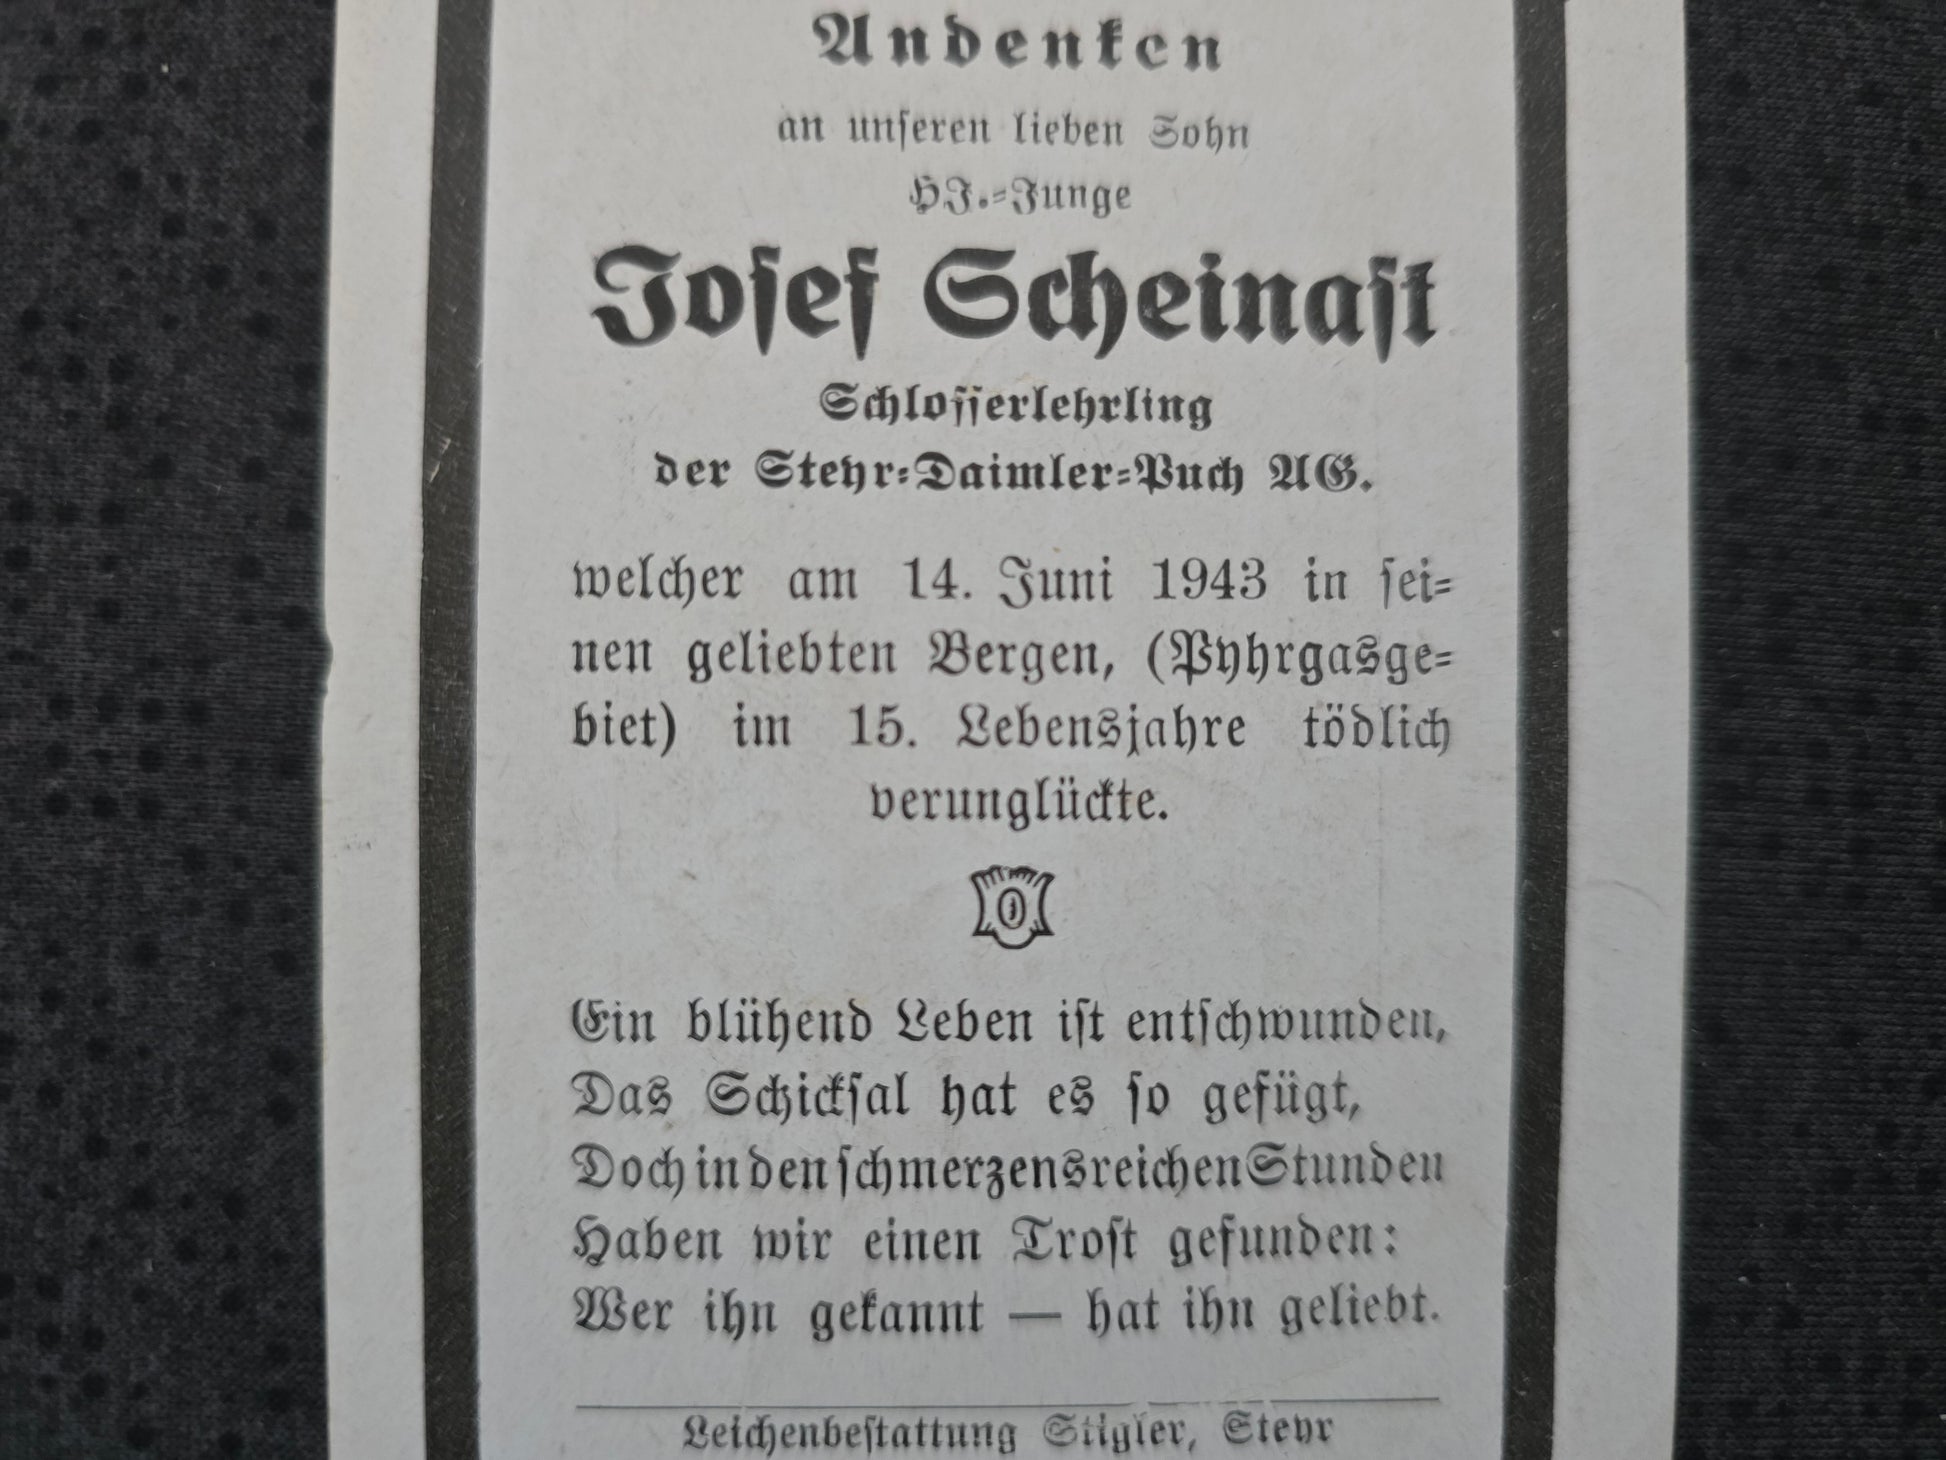 Andenken
an unseren lieben Sohn
HJ.-Junge
Josef Scheinast
Schlosserlehrling
der Steyr-Daimler-Puch AG.
welcher am 14. Juni 1943 in sei-
nen geliebten Bergen, (Pyhrgasge-
biet) im 15. Lebensjahre tödlich
verunglückte.
Ein blühend Leben ist entschwunden,
Das Schicksal hat es so gefügt,
Doch in den schmerzensreichen Stunden
Haben wir einen Trost gefunden:
Wer ihn gekannt — hat ihn geliebt.
Leichenbestattung Stigler, Steyr